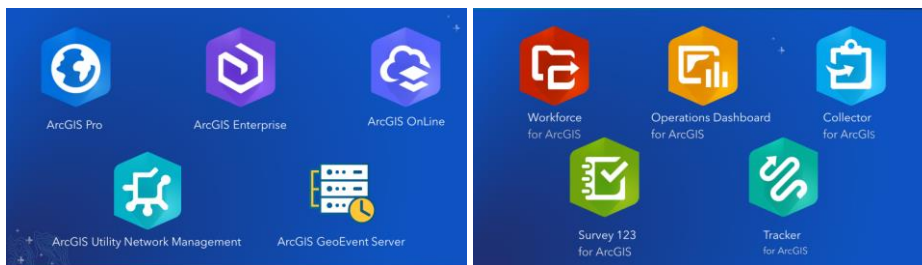 ArcGIS Pro
ArcGIS Enterprise
ArcGIS OnLine
ArcGIS Utility Network Management
ArcGIS GeoEvent Server
Workforce
for ArcGIS
Operations Dashboard
for ArcGIS
Collector
for ArcGIS
Survey 123
for ArcGIS
Tracker
for ArcGIS